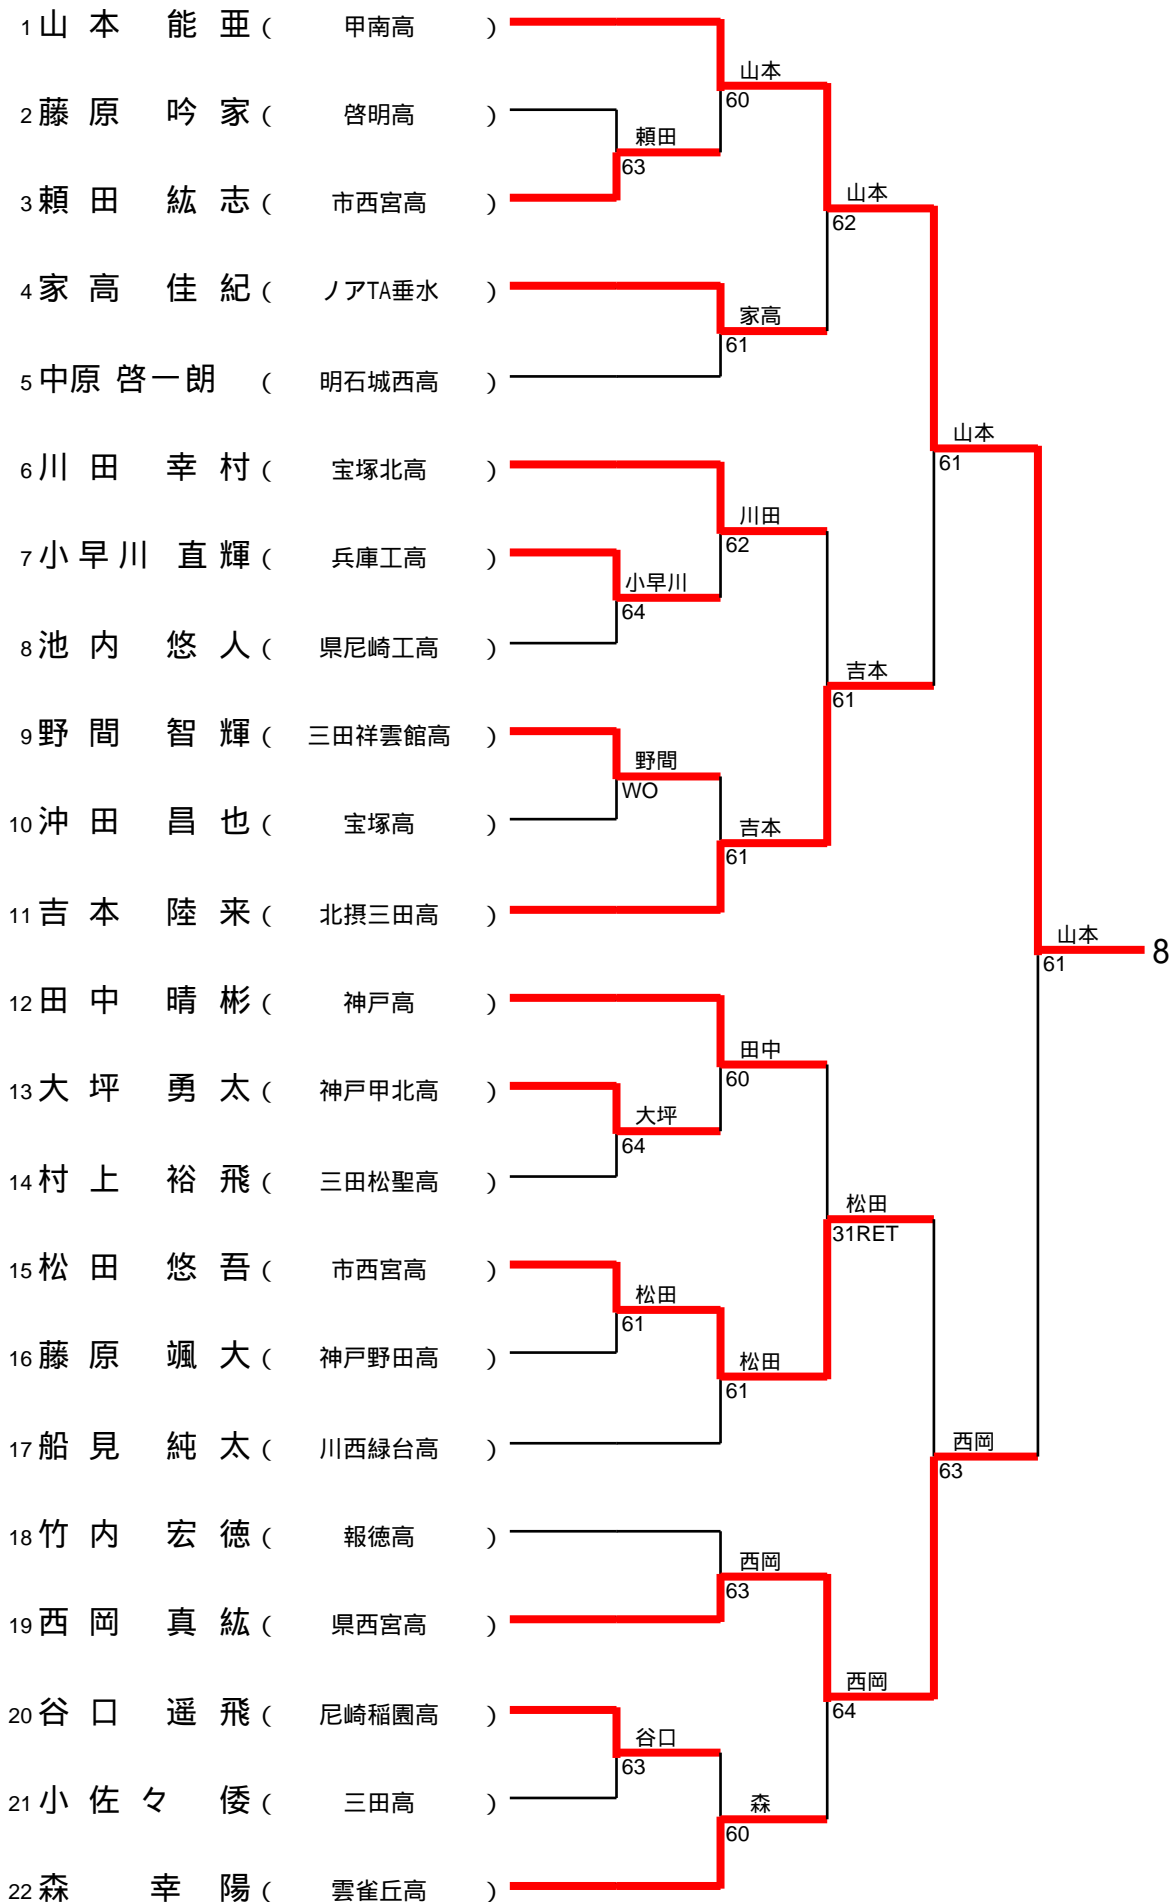 1 山本 能亜 ( 甲南高 )
山本
60
2 藤原 吟家 ( 啓明高 )
頼田
63
3 頼田 紘志 ( 市西宮高 )
山本
62
4 家高 佳紀 ( ノアTA垂水 )
家高
61
5 中原 啓一朗 ( 明石城西高 )
山本
61
6 川田 幸村 ( 宝塚北高 )
川田
62
7 小早川 直輝 ( 兵庫工高 )
小早川
64
8 池内 悠人 ( 県尼崎工高 )
吉本
61
9 野間 智輝 ( 三田祥雲館高 )
野間
WO
10 沖田 昌也 ( 宝塚高 )
吉本
61
11 吉本 陸来 ( 北摂三田高 )
山本
61
8
12 田中 晴彬 ( 神戸高 )
田中
60
13 大坪 勇太 ( 神戸甲北高 )
大坪
64
14 村上 裕飛 ( 三田松聖高 )
松田
31RET
15 松田 悠吾 ( 市西宮高 )
松田
61
16 藤原 颯大 ( 神戸野田高 )
松田
61
17 船見 純太 ( 川西緑台高 )
西岡
63
18 竹内 宏徳 ( 報徳高 )
西岡
63
19 西岡 真紘 ( 県西宮高 )
西岡
64
20 谷口 遥飛 ( 尼崎稲園高 )
谷口
63
21 小佐々 倭 ( 三田高 )
森
60
22 森 幸陽 ( 雲雀丘高 )